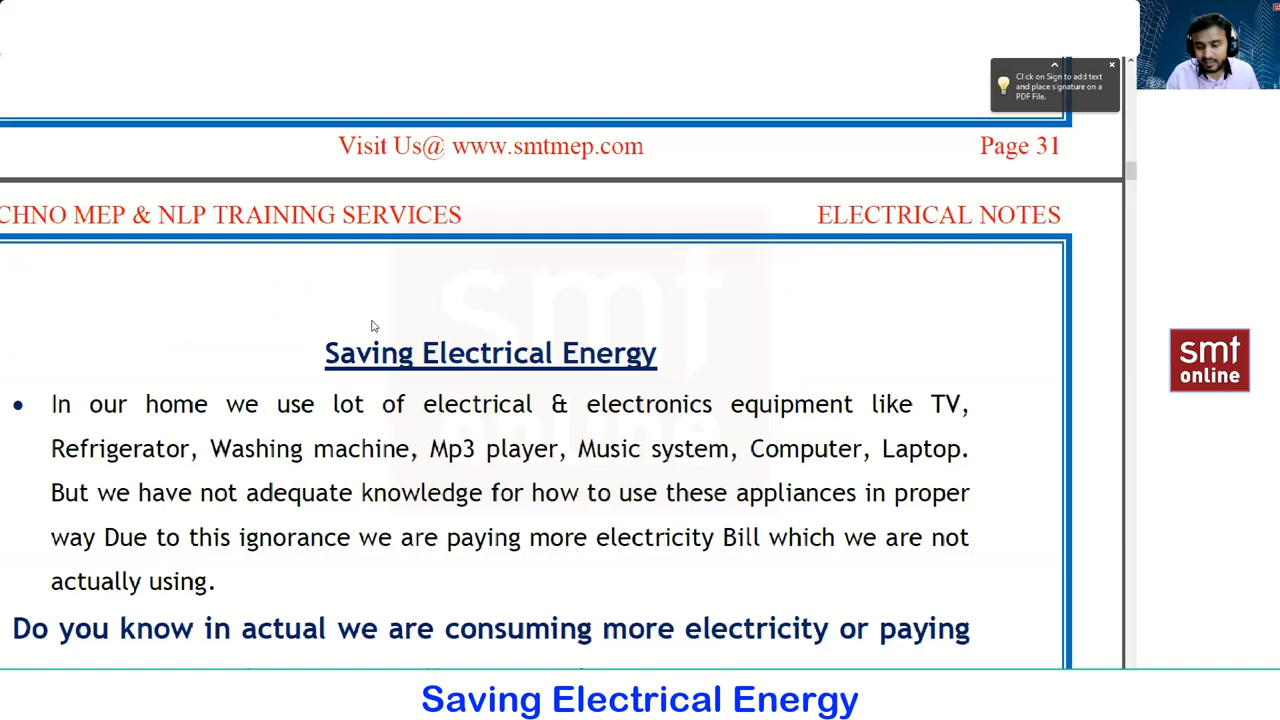 Click on Sign to add text
and place signature on a
PDF File.
Visit Us@ www.smtmep.com
Page 31
CHNO MEP & NLP TRAINING SERVICES
ELECTRICAL NOTES
smt
online
Saving Electrical Energy
• In our home we use lot of electrical & electronics equipment like TV,
Refrigerator, Washing machine, Mp3 player, Music system, Computer, Laptop.
But we have not adequate knowledge for how to use these appliances in proper
way Due to this ignorance we are paying more electricity Bill which we are not
actually using.
Do you know in actual we are consuming more electricity or paying
smt
online
Saving Electrical Energy